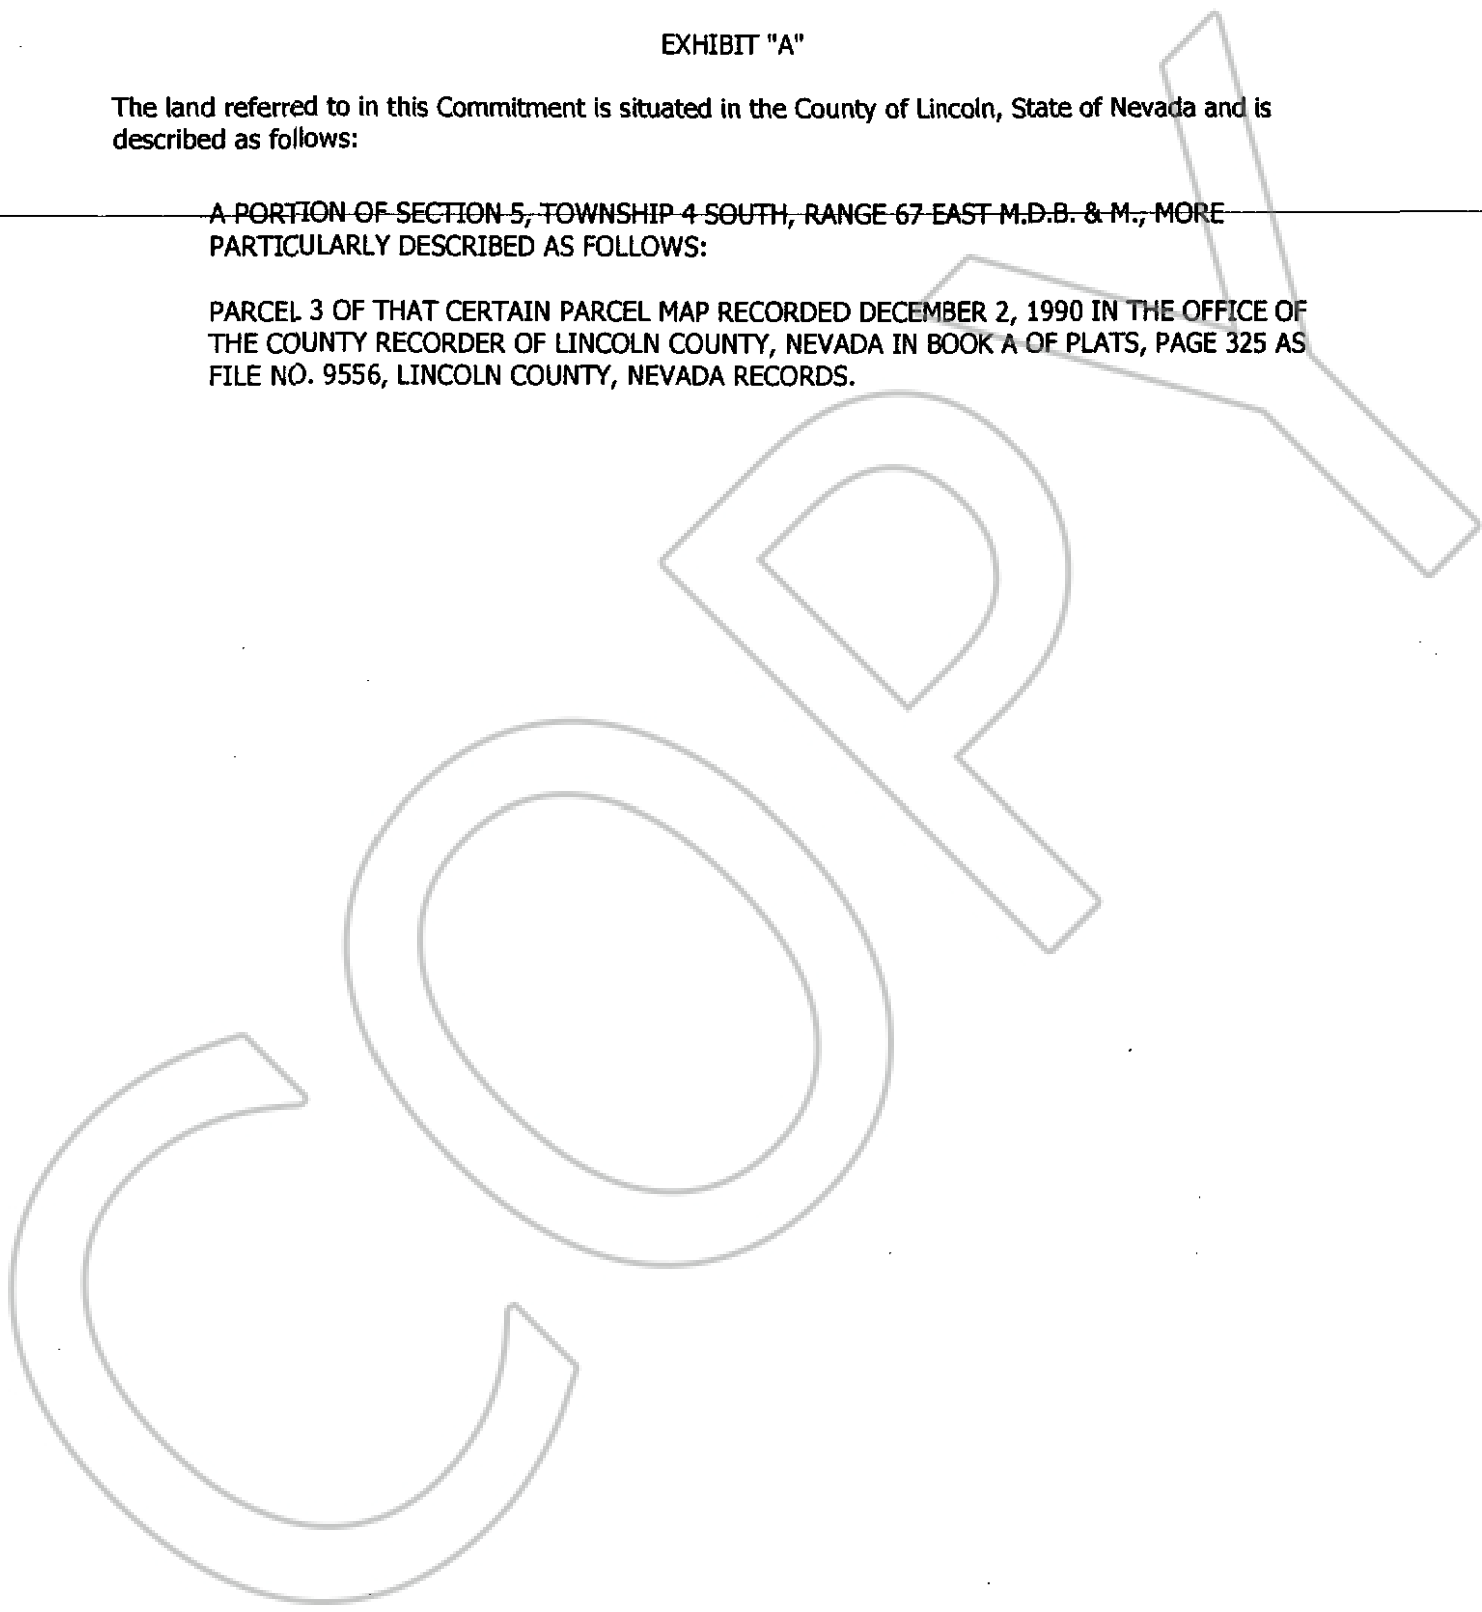 EXHIBIT "A"
The land referred to in this Commitment is situated in the County of Lincoln, State of Nevada and is
described as follows:
A PORTION OF SECTION 5, TOWNSHIP 4 SOUTH, RANGE 67 EAST M.D.B. & M., MORE
PARTICULARLY DESCRIBED AS FOLLOWS:
PARCEL 3 OF THAT CERTAIN PARCEL MAP RECORDED DECEMBER 2, 1990 IN THE OFFICE OF
THE COUNTY RECORDER OF LINCOLN COUNTY, NEVADA IN BOOK A OF PLATS, PAGE 325 AS
FILE NO. 9556, LINCOLN COUNTY, NEVADA RECORDS.
COPY